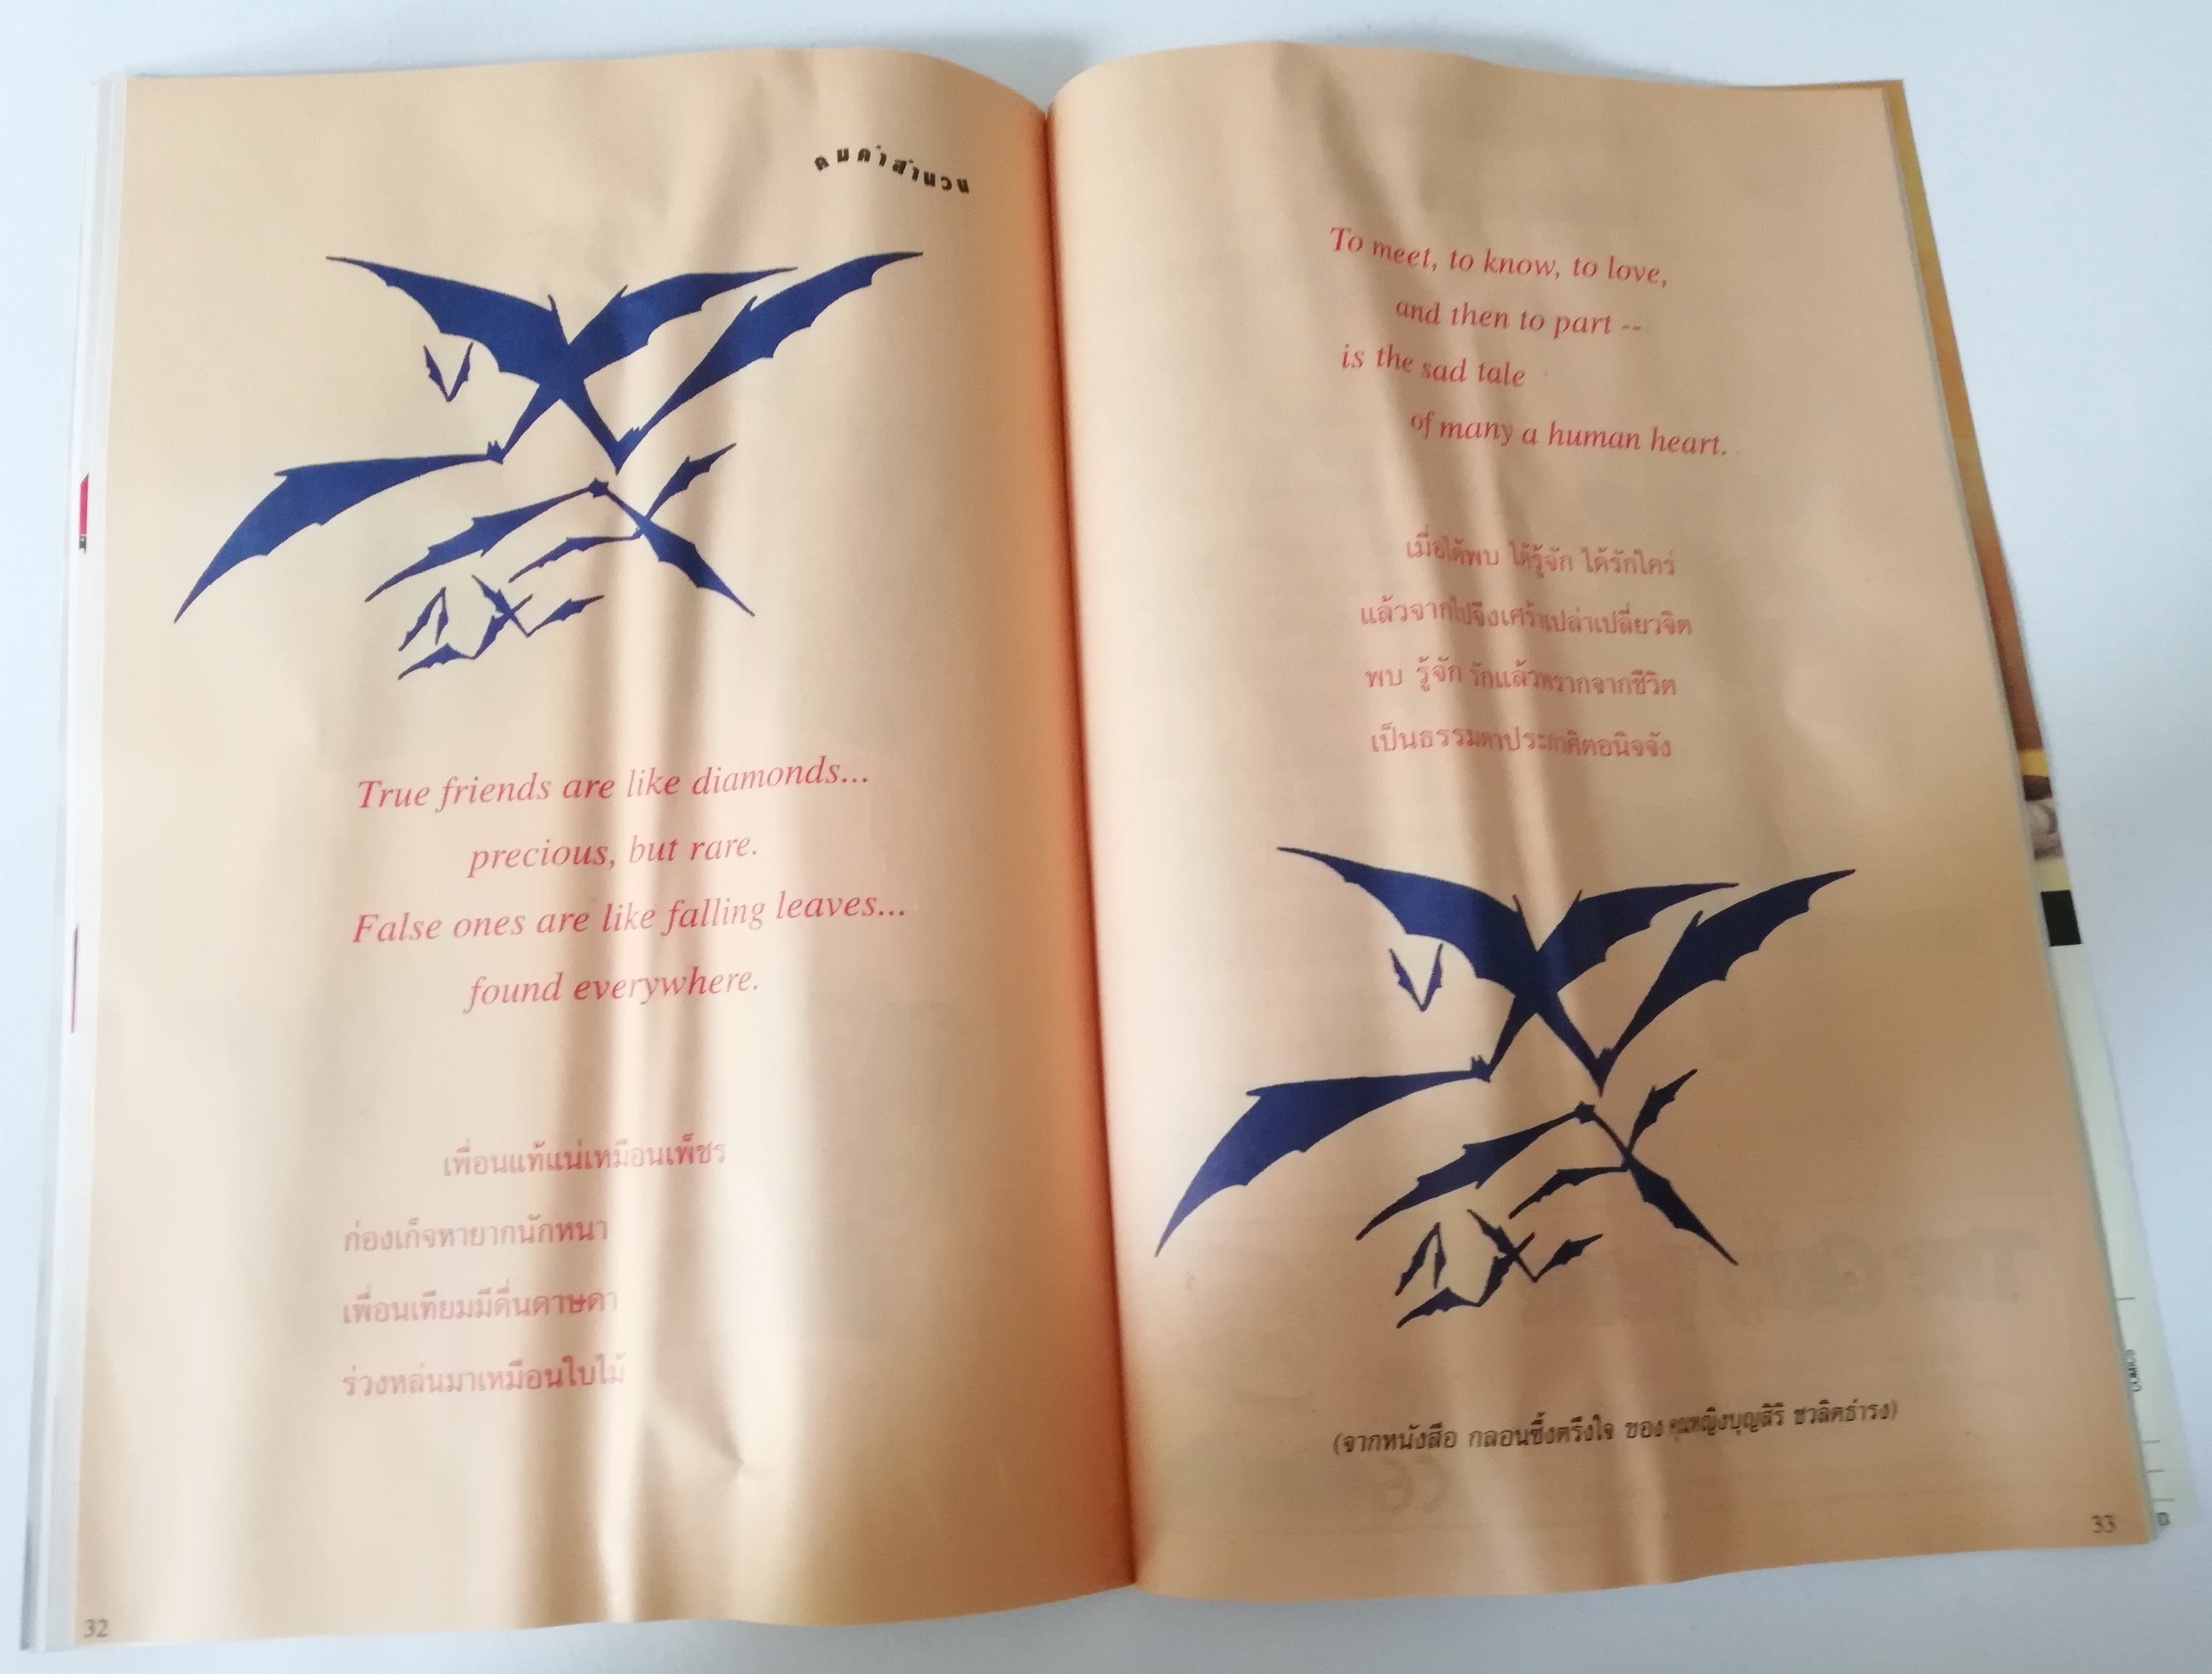 คมคำสำนวน
True friends are like diamonds...
precious, but rare.
False ones are like falling leaves...
found everywhere.
เพื่อนแท้แน่เหมือนเพ็ชร
ก่องเก็จหายากนักหนา
เพื่อนเทียมมีดื่นดาษดา
ร่วงหล่นมาเหมือนใบไม้
32
To meet, to know, to love,
and then to part --
is the sad tale
of many a human heart.
เมื่อได้พบ ได้รู้จัก ได้รักใคร่
แล้วจากไปจึงเศร้าเปล่าเปลี่ยวจิต
พบ รู้จัก รักแล้วพรากจากชีวิต
เป็นธรรมดาประกาศิตอนิจจัง
(จากหนังสือ กลอนซึ้งตรึงใจ ของ คุณหญิงบุญสิริ ชวลิตธำรง)
33
COMICS